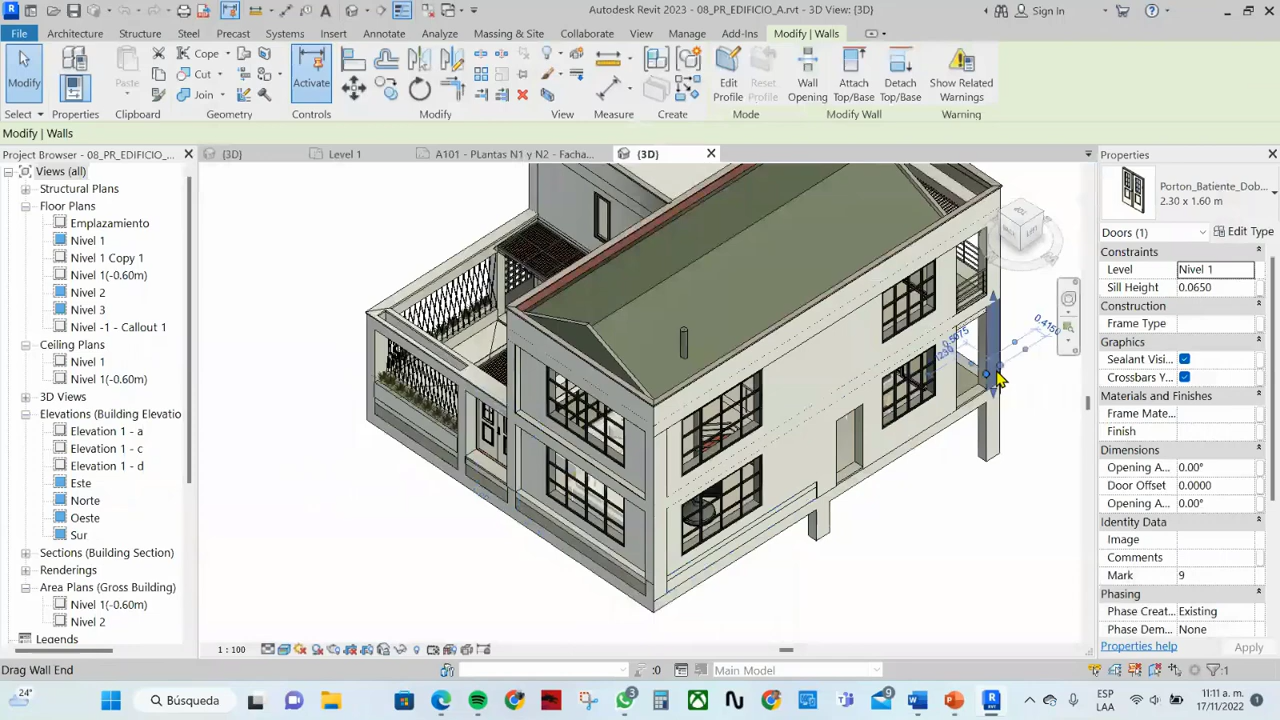 Autodesk Revit 2023 - 08_PR_EDIFICIO_A.rvt - 3D View: {3D}
Sign In
File Architecture Structure Steel Precast Systems Insert Annotate Analyze Massing & Site Collaborate View Manage Add-Ins Modify | Walls
Modify
Paste
Cope
Cut
Join
Activate
Edit
Profile
Reset
Profile
Wall
Opening
Attach
Top/Base
Detach
Top/Base
Show Related
Warnings
Select Properties Clipboard Geometry Controls Modify View Measure Create Mode Modify Wall Warning
Modify | Walls
Project Browser - 08_PR_EDIFICIO_...
{3D} Level 1 A101 - PLantas N1 y N2 - Facha... {3D}
Views (all)
Structural Plans
Floor Plans
Emplazamiento
Nivel 1
Nivel 1 Copy 1
Nivel 1(-0.60m)
Nivel 2
Nivel 3
Nivel -1 - Callout 1
Ceiling Plans
Nivel 1
Nivel 1(-0.60m)
3D Views
Elevations (Building Elevatio
Elevation 1 - a
Elevation 1 - c
Elevation 1 - d
Este
Norte
Oeste
Sur
Sections (Building Section)
Renderings
Area Plans (Gross Building)
Nivel 1(-0.60m)
Nivel 2
Legends
0.4150
Properties
Porton_Batiente_Dob...
2.30 x 1.60 m
Doors (1) Edit Type
Constraints
Level Nivel 1
Sill Height 0.0650
Construction
Frame Type
Graphics
Sealant Visi...
Crossbars Y...
Materials and Finishes
Frame Mate...
Finish
Dimensions
Opening A... 0.00°
Door Offset 0.0000
Opening A... 0.00°
Identity Data
Image
Comments
Mark 9
Phasing
Phase Creat... Existing
Phase Dem... None
Properties help Apply
1 : 100
Drag Wall End
:0
Main Model
:1
24°
Búsqueda
3
9
ESP
LAA
11:11 a. m.
17/11/2022